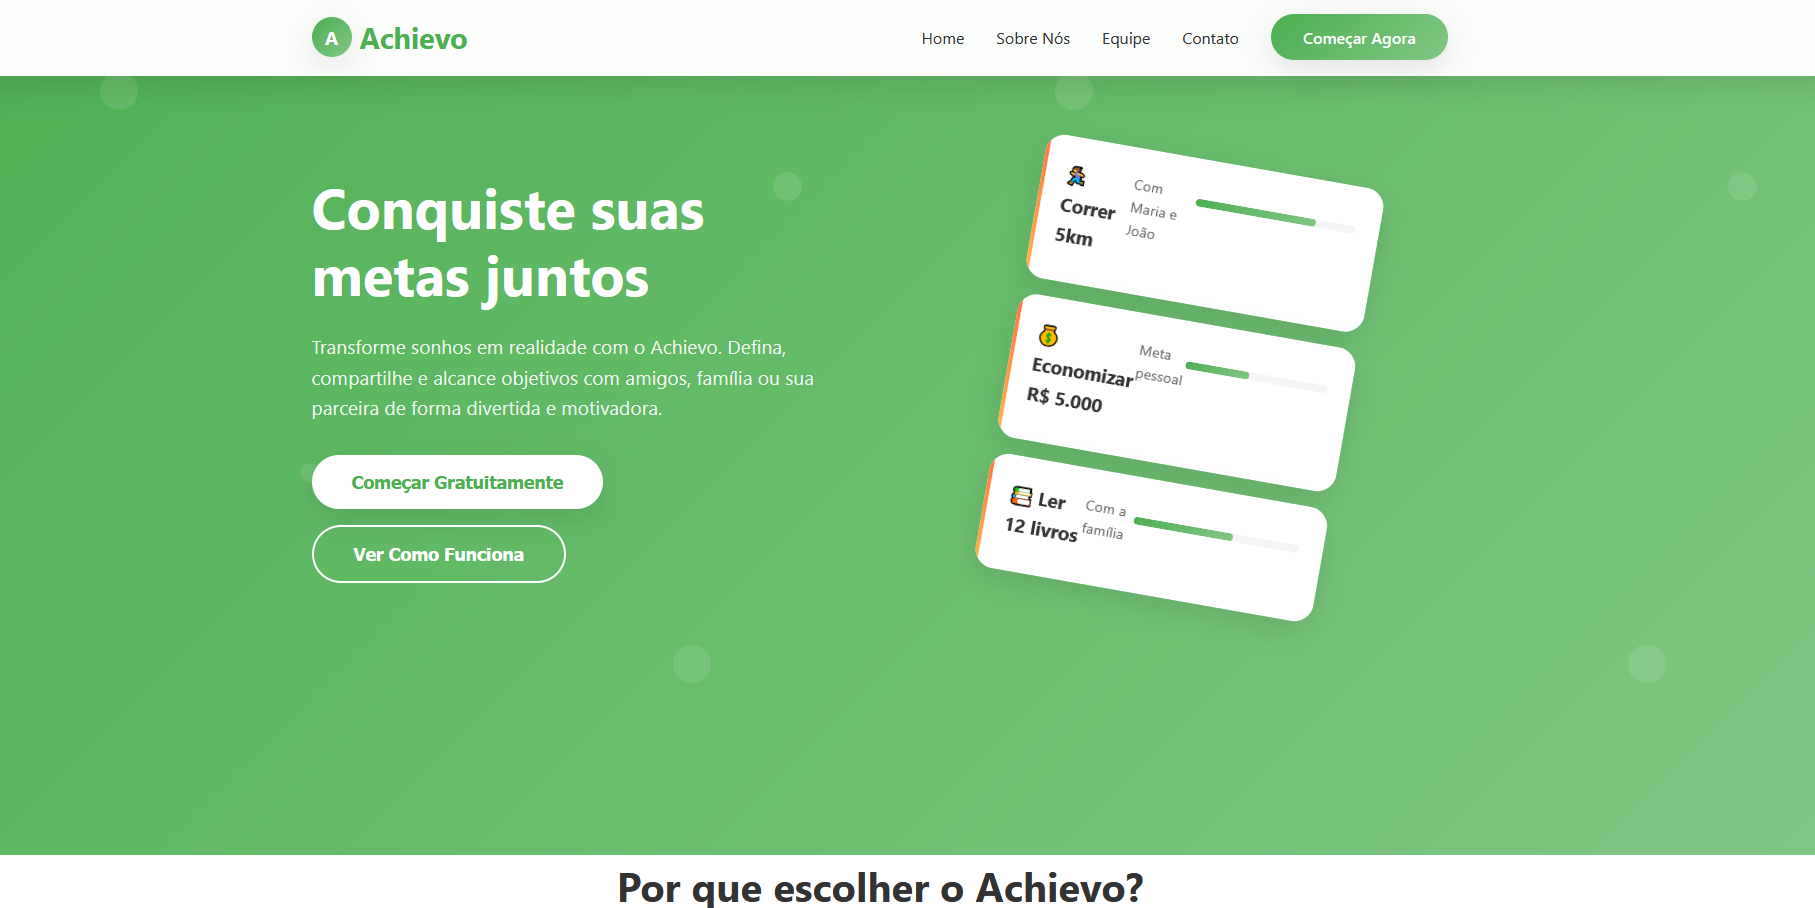 A Achievo
Home Sobre Nós Equipe Contato Começar Agora
Conquiste suas
metas juntos
Transforme sonhos em realidade com o Achievo. Defina,
compartilhe e alcance objetivos com amigos, família ou sua
parceira de forma divertida e motivadora.
Começar Gratuitamente
Ver Como Funciona
Correr
5km
Com
Maria e
João
Economizar
R$ 5.000
Meta
pessoal
Ler
12 livros
Com a
família
Por que escolher o Achievo?